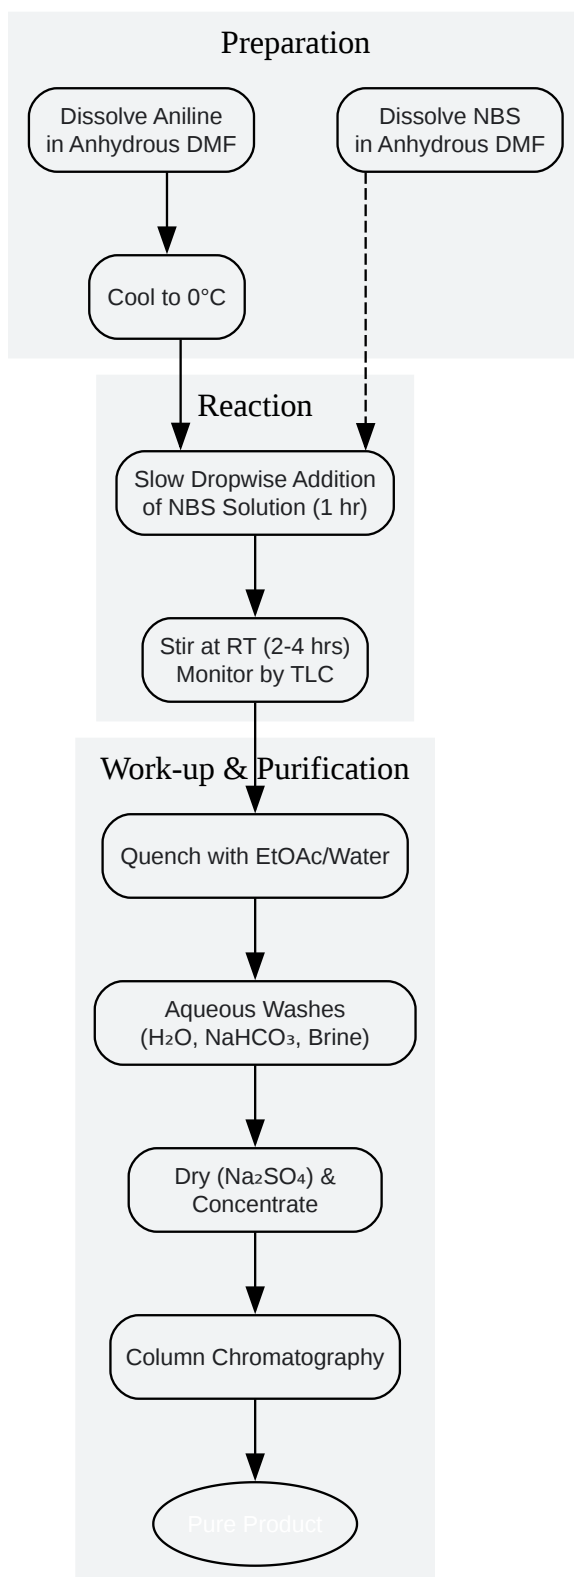 Preparation
Dissolve Aniline
in Anhydrous DMF
Dissolve NBS
in Anhydrous DMF
Cool to 0°C
Reaction
Slow Dropwise Addition
of NBS Solution (1 hr)
Stir at RT (2-4 hrs)
Monitor by TLC
Work-up & Purification
Quench with EtOAc/Water
Aqueous Washes
(H₂O, NaHCO₃, Brine)
Dry (Na₂SO₄) &
Concentrate
Column Chromatography
Pure Product